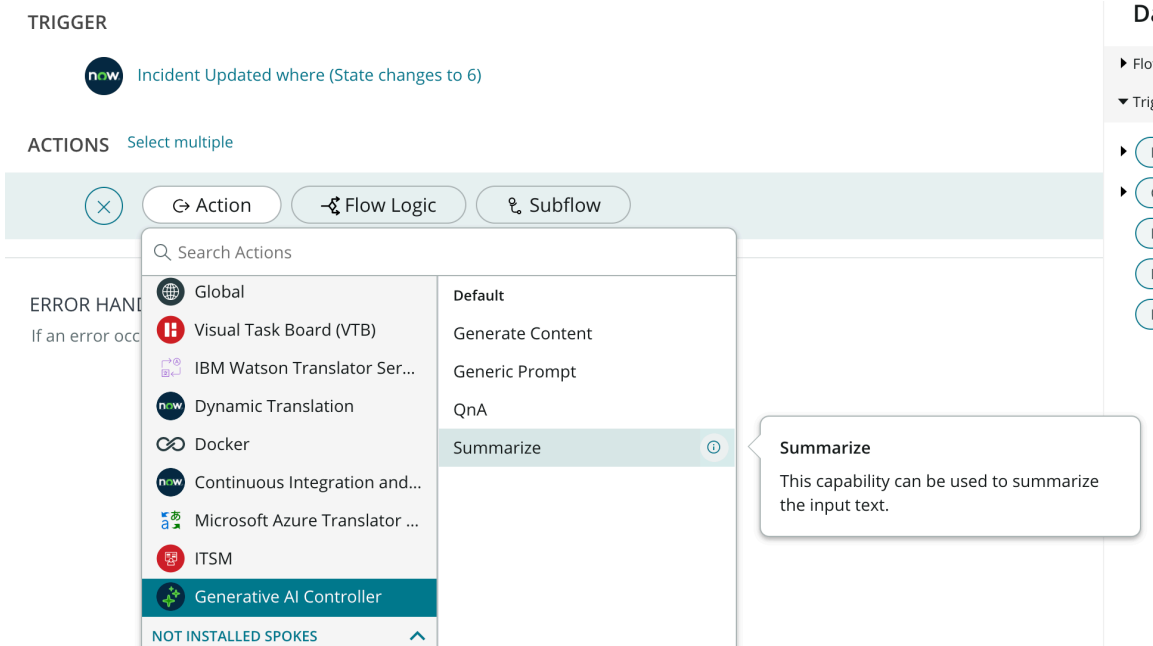 TRIGGER
Da
now
Incident Updated where (State changes to 6)
Flo
Trig
ACTIONS Select multiple
Action
Flow Logic
Subflow
Search Actions
Global
Visual Task Board (VTB)
IBM Watson Translator Ser...
now
Dynamic Translation
Docker
now
Continuous Integration and...
Microsoft Azure Translator ...
ITSM
Generative AI Controller
NOT INSTALLED SPOKES
Default
Generate Content
Generic Prompt
QnA
Summarize
Summarize
This capability can be used to summarize
the input text.
ERROR HAND
If an error occ